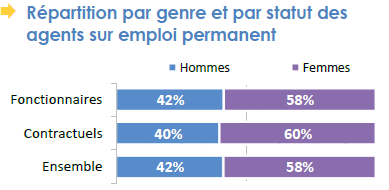 Répartition par genre et par statut des
agents sur emploi permanent
Hommes Femmes
Fonctionnaires 42% 58%
Contractuels 40% 60%
Ensemble 42% 58%